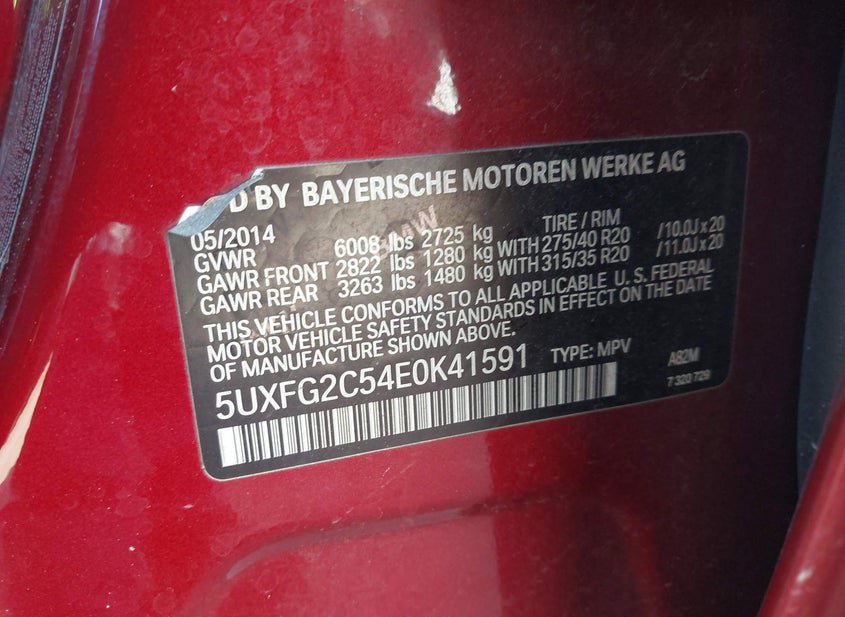 D BY BAYERISCHE MOTOREN WERKE AG
05/2014 TIRE / RIM
GVWR 6008 lbs 2725 kg
GAWR FRONT 2822 lbs 1280 kg WITH 275/40 R20 /10.0J x 20
GAWR REAR 3263 lbs 1480 kg WITH 315/35 R20 /11.0J x 20
THIS VEHICLE CONFORMS TO ALL APPLICABLE U. S. FEDERAL
MOTOR VEHICLE SAFETY STANDARDS IN EFFECT ON THE DATE
OF MANUFACTURE SHOWN ABOVE.
5UXFG2C54E0K41591 TYPE: MPV A82M
7 320 729
BMW